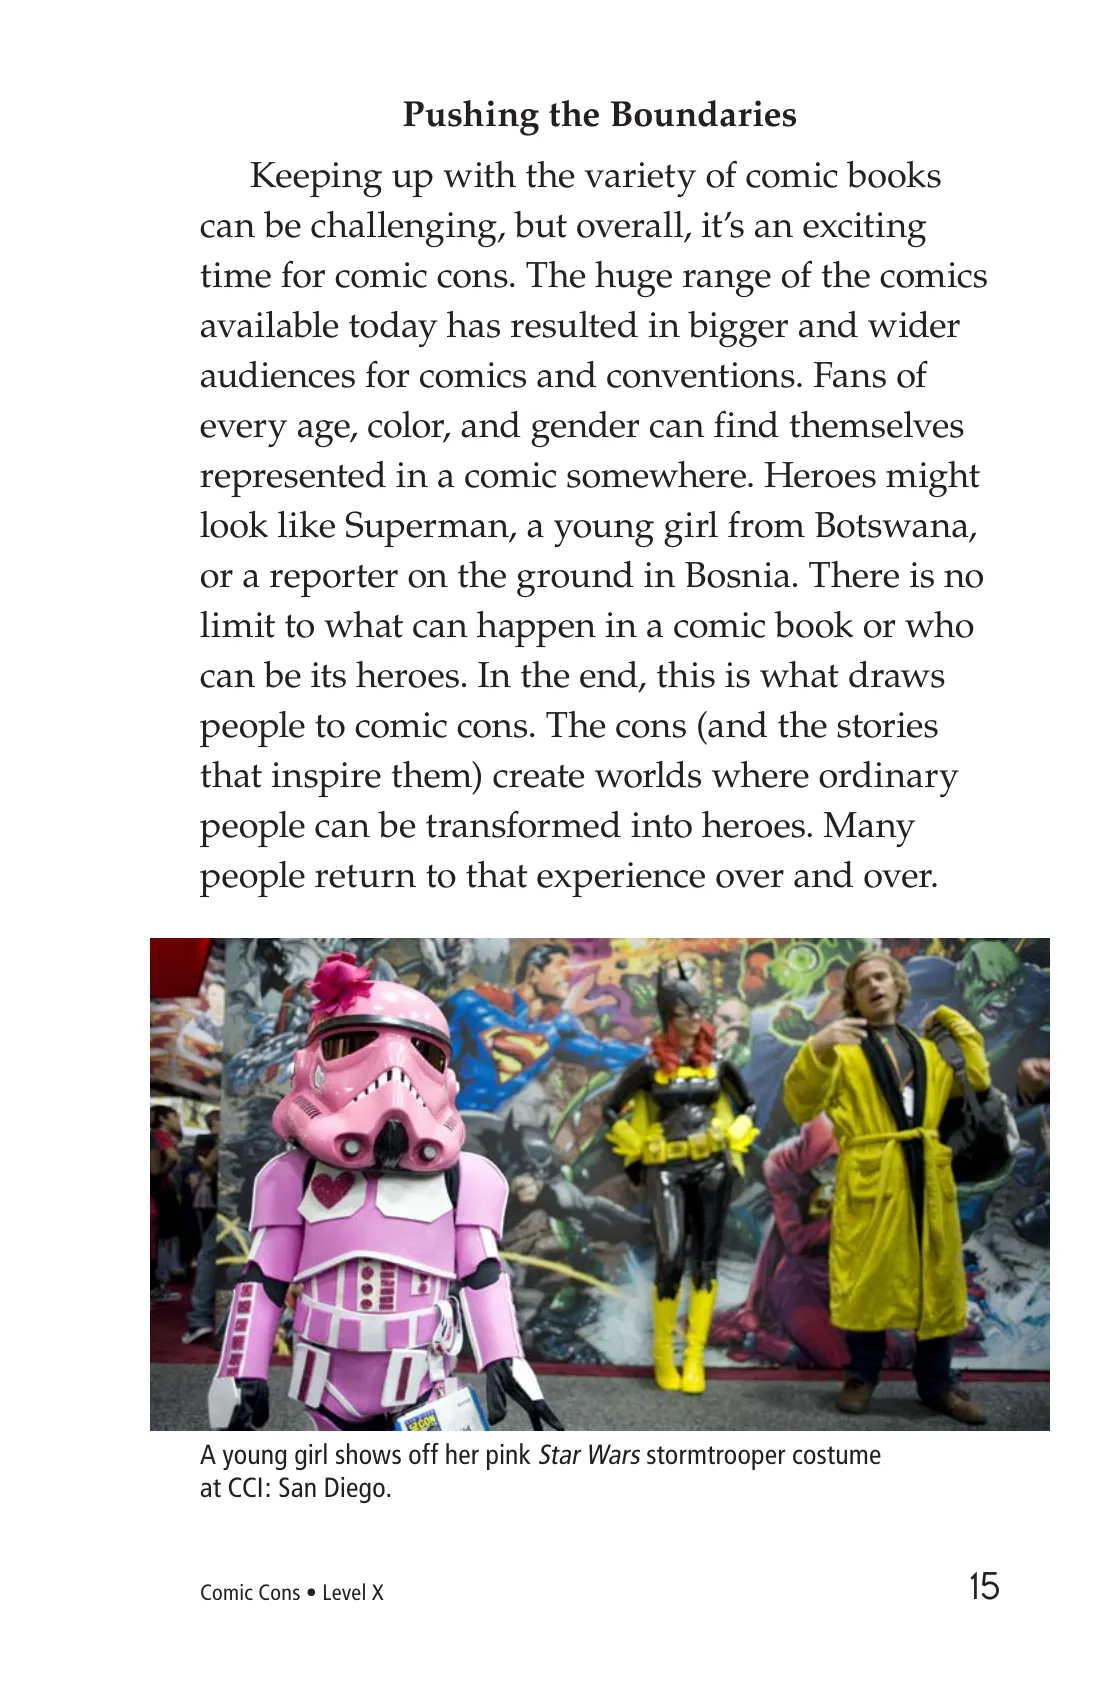 Pushing the Boundaries
Keeping up with the variety of comic books
can be challenging, but overall, it’s an exciting
time for comic cons. The huge range of the comics
available today has resulted in bigger and wider
audiences for comics and conventions. Fans of
every age, color, and gender can find themselves
represented in a comic somewhere. Heroes might
look like Superman, a young girl from Botswana,
or a reporter on the ground in Bosnia. There is no
limit to what can happen in a comic book or who
can be its heroes. In the end, this is what draws
people to comic cons. The cons (and the stories
that inspire them) create worlds where ordinary
people can be transformed into heroes. Many
people return to that experience over and over.
A young girl shows off her pink Star Wars stormtrooper costume
at CCI: San Diego.
Comic Cons • Level X
15